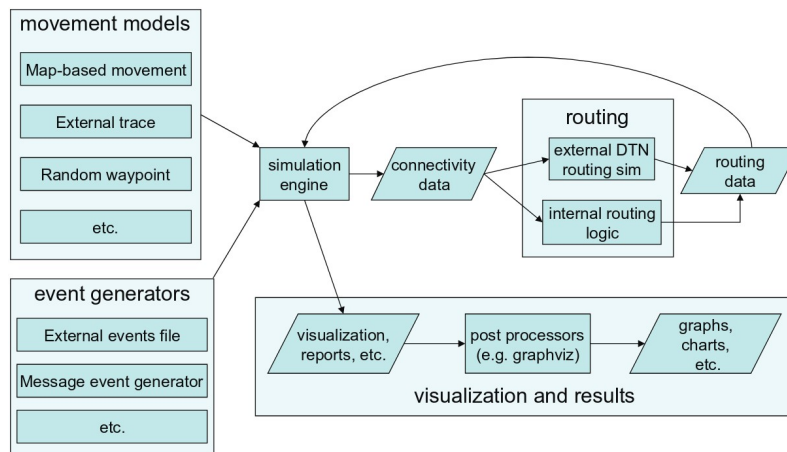 movement models
Map-based movement
External trace
Random waypoint
etc.
event generators
External events file
Message event generator
etc.
simulation
engine
connectivity
data
routing
external DTN
routing sim
internal routing
logic
routing
data
visualization,
reports, etc.
post processors
(e.g. graphviz)
graphs,
charts,
etc.
visualization and results